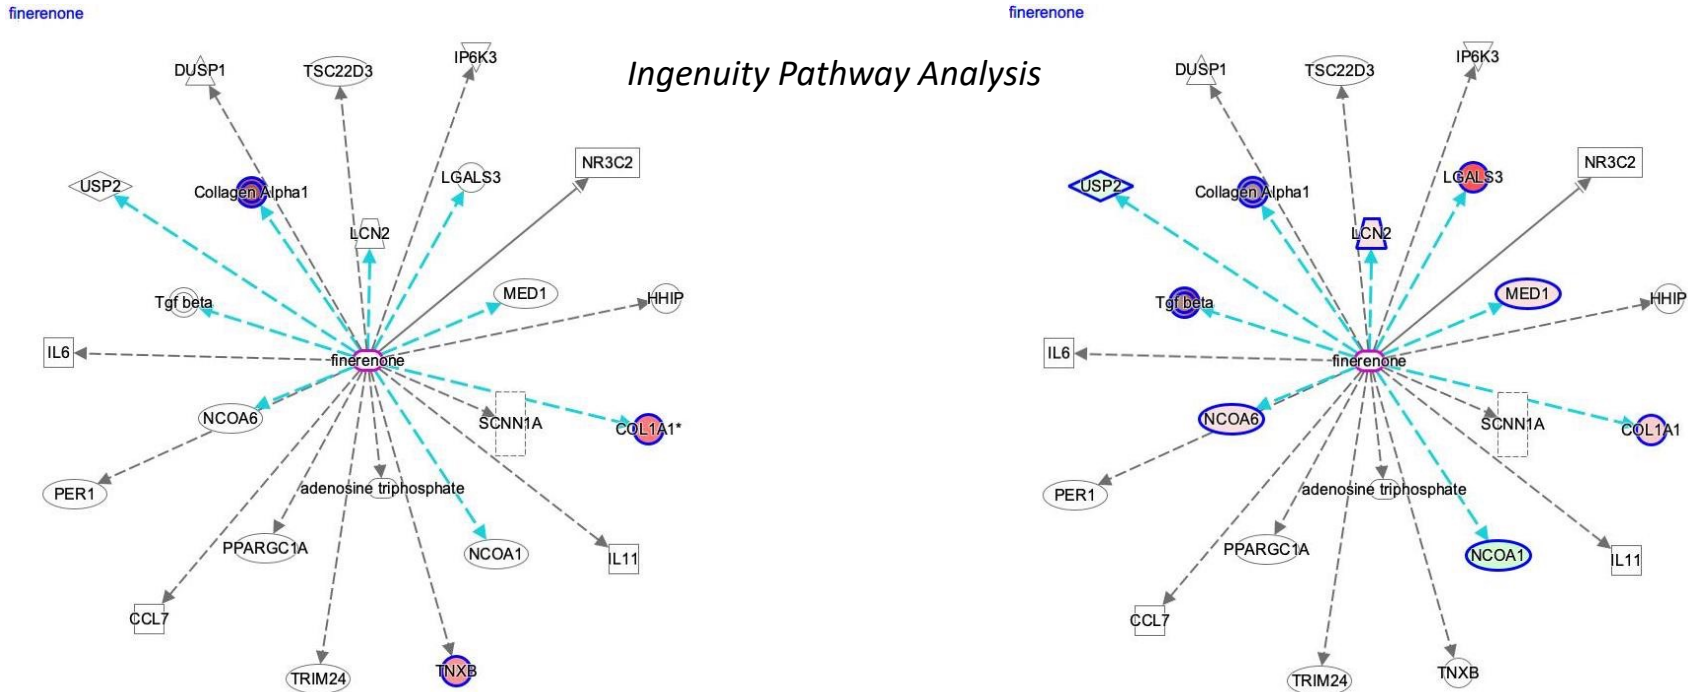 finerenone
finerenone
Ingenuity Pathway Analysis
DUSP1
TSC22D3
IP6K3
NR3C2
USP2
Collagen Alpha1
LGALS3
LCN2
Tgf beta
MED1
HHIP
IL6
finerenone
NCOA6
SCNN1A
COL1A1*
PER1
adenosine triphosphate
PPARGC1A
NCOA1
IL11
CCL7
TRIM24
TNXB
DUSP1
TSC22D3
IP6K3
NR3C2
USP2
Collagen Alpha1
LGALS3
LCN2
Tgf beta
MED1
HHIP
IL6
finerenone
NCOA6
SCNN1A
COL1A1
PER1
adenosine triphosphate
PPARGC1A
NCOA1
IL11
CCL7
TRIM24
TNXB